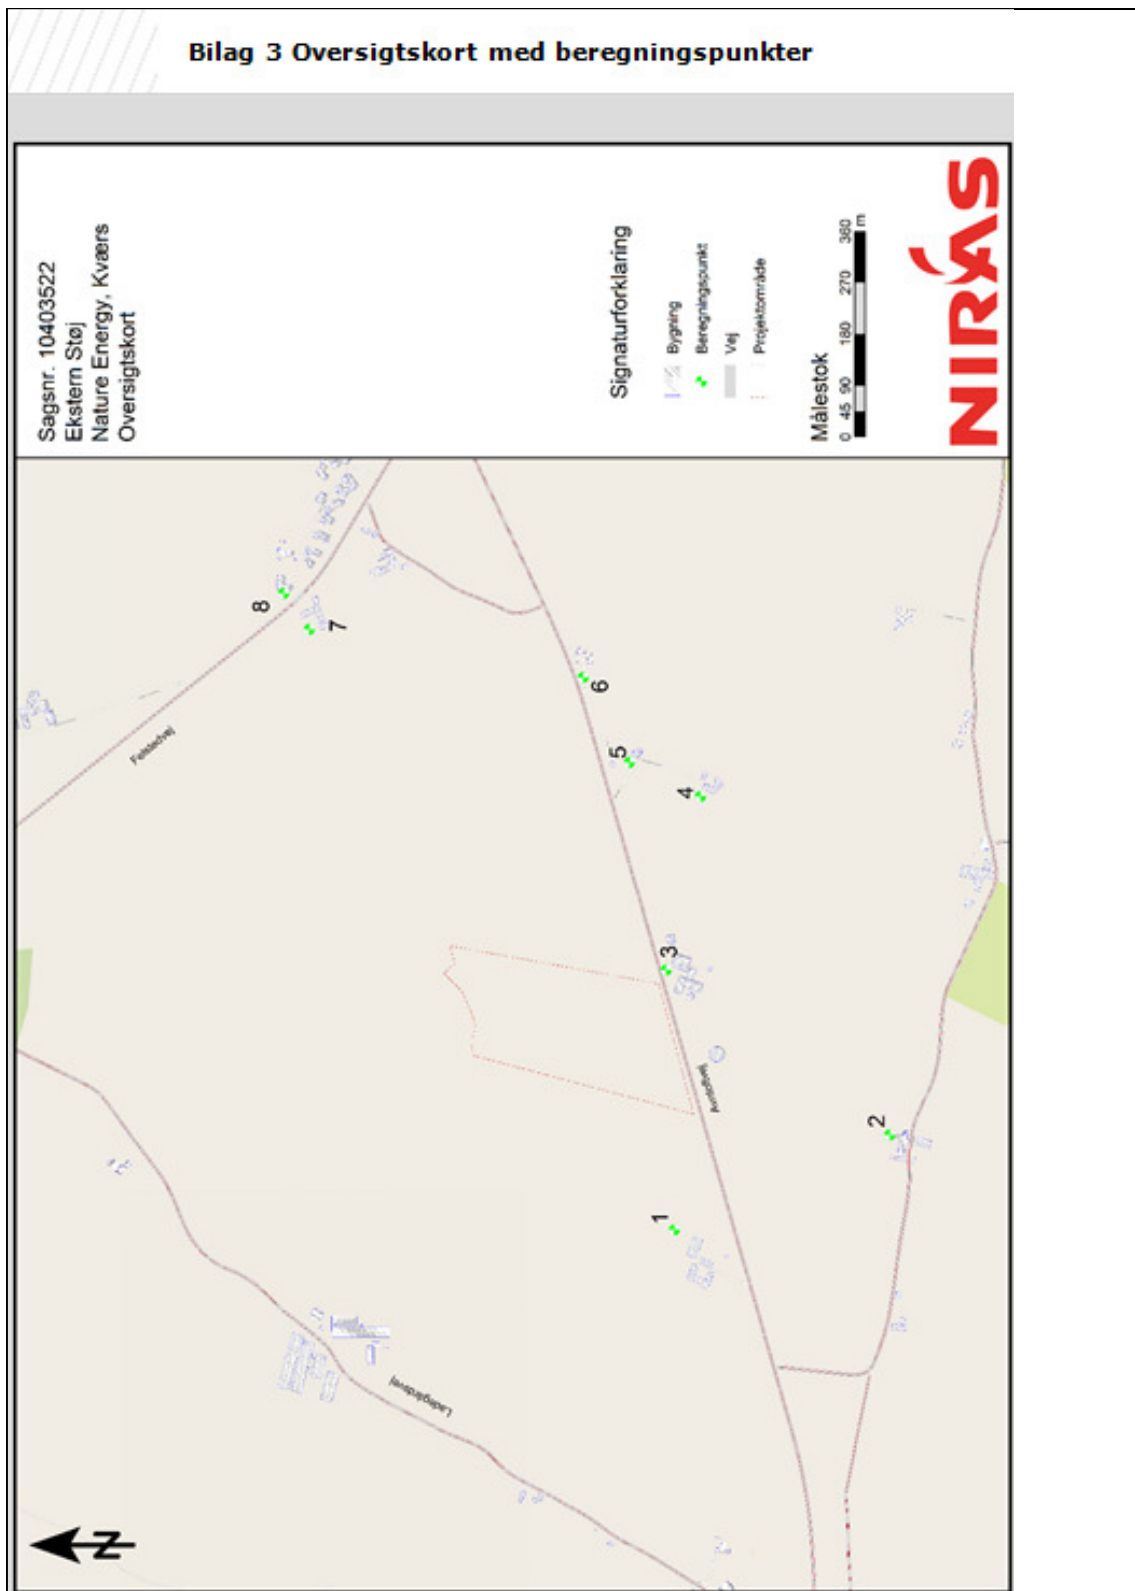 Bilag 3 Oversigtskort med beregningspunkter
Sagsnr. 10403522
Ekstern Støj
Nature Energy, Kværs
Oversigtskort
Signaturforklaring
Bygning
Beregningspunkt
Vej
Projektområde
Målestok
0 45 90 180 270 360
m
NIRAS
8
7
Felstedvej
6
5
4
3
Avntoftvej
2
1
Ladegårdsvej
N